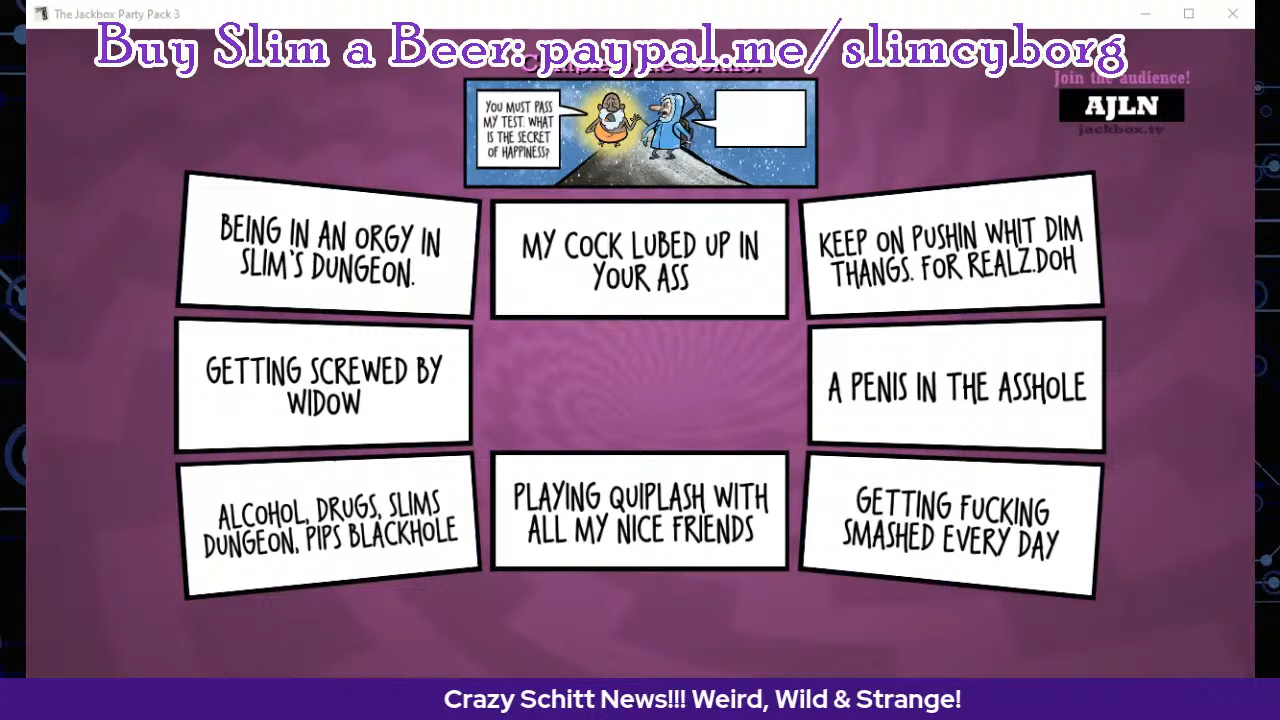 The Jackbox Party Pack 3
Buy Slim a Beer: paypal.me/slimcyborg
Join the audience!
AJLN
jackbox.tv
YOU MUST PASS
MY TEST. WHAT
IS THE SECRET
OF HAPPINESS?
BEING IN AN ORGY IN
SLIM'S DUNGEON.
MY COCK LUBED UP IN
YOUR ASS
KEEP ON PUSHIN WHIT DIM
THANGS. FOR REALZ.DOH
GETTING SCREWED BY
WIDOW
A PENIS IN THE ASSHOLE
ALCOHOL, DRUGS, SLIMS
DUNGEON, PIPS BLACKHOLE
PLAYING QUIPLASH WITH
ALL MY NICE FRIENDS
GETTING FUCKING
SMASHED EVERY DAY
Crazy Schitt News!!! Weird, Wild & Strange!